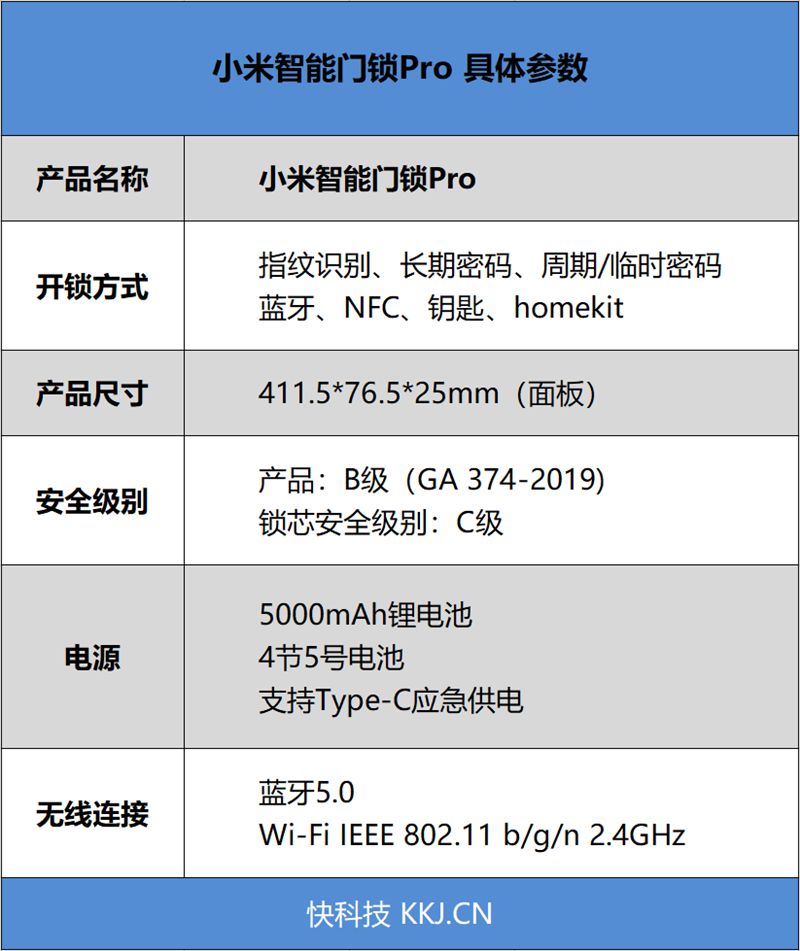 小米智能门锁Pro 具体参数
产品名称
小米智能门锁Pro
开锁方式
指纹识别、长期密码、周期/临时密码
蓝牙、NFC、钥匙、homekit
产品尺寸
411.5*76.5*25mm（面板）
安全级别
产品：B级（GA 374-2019)
锁芯安全级别：C级
电源
5000mAh锂电池
4节5号电池
支持Type-C应急供电
无线连接
蓝牙5.0
Wi-Fi IEEE 802.11 b/g/n 2.4GHz
快科技 KKJ.CN